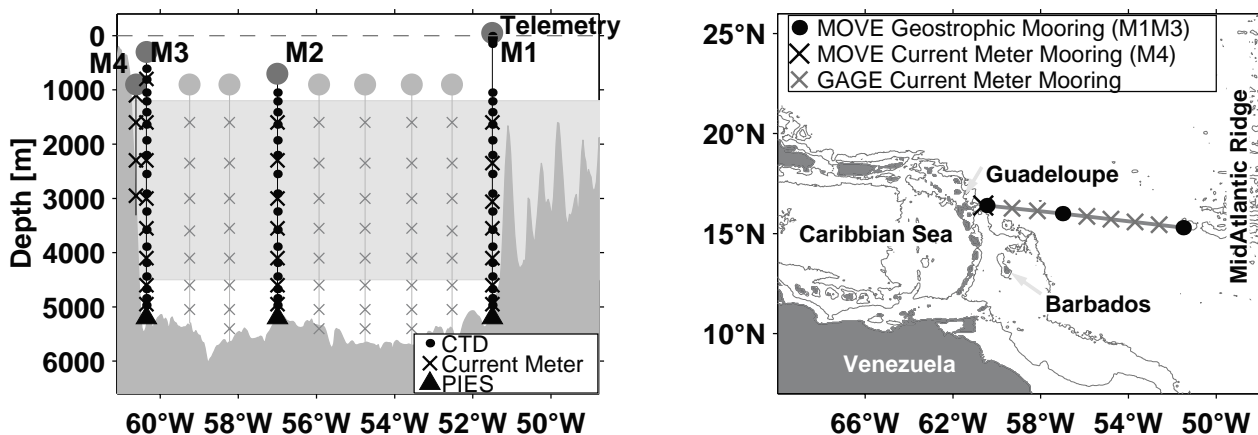 Telemetry
M4
M3
M2
M1
Depth [m]
0
1000
2000
3000
4000
5000
6000
CTD
Current Meter
PIES
60°W
58°W
56°W
54°W
52°W
50°W
MOVE Geostrophic Mooring (M1M3)
MOVE Current Meter Mooring (M4)
GAGE Current Meter Mooring
25°N
20°N
15°N
10°N
Guadeloupe
Caribbian Sea
Barbados
Venezuela
MidAtlantic Ridge
66°W
62°W
58°W
54°W
50°W